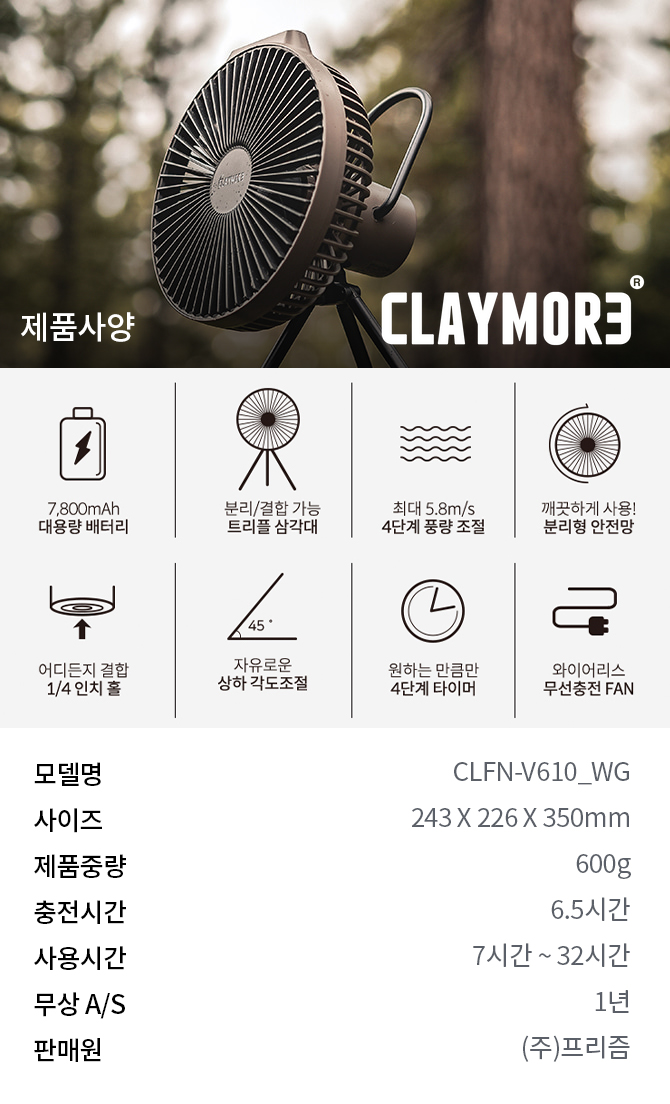 CLAYMORE
제품사양
CLAYMORE®
7,800mAh
대용량 배터리
분리/결합 가능
트리플 삼각대
최대 5.8m/s
4단계 풍량 조절
깨끗하게 사용!
분리형 안전망
어디든지 결합
1/4 인치 홀
45°
자유로운
상하 각도조절
원하는 만큼만
4단계 타이머
와이어리스
무선충전 FAN
모델명 CLFN-V610_WG
사이즈 243 X 226 X 350mm
제품중량 600g
충전시간 6.5시간
사용시간 7시간 ~ 32시간
무상 A/S 1년
판매원 (주)프리즘